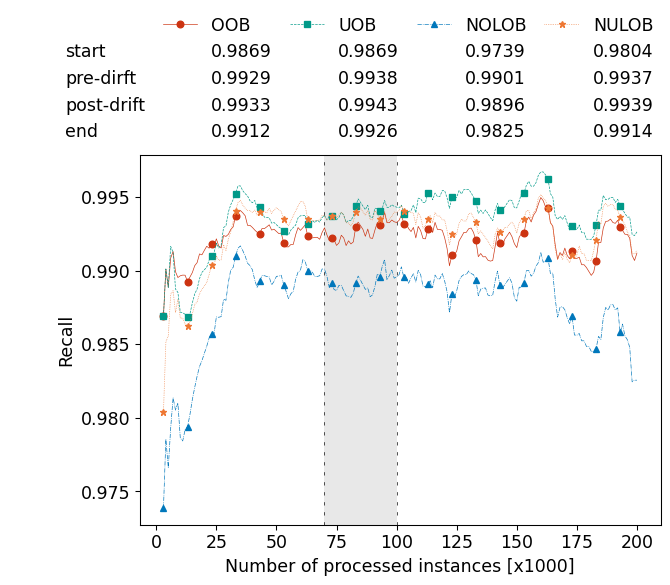 OOB UOB NOLOB NULOB
start 0.9869 0.9869 0.9739 0.9804
pre-dirft 0.9929 0.9938 0.9901 0.9937
post-drift 0.9933 0.9943 0.9896 0.9939
end 0.9912 0.9926 0.9825 0.9914
0.995
0.990
0.985
0.980
0.975
Recall
0 25 50 75 100 125 150 175 200
Number of processed instances [x1000]